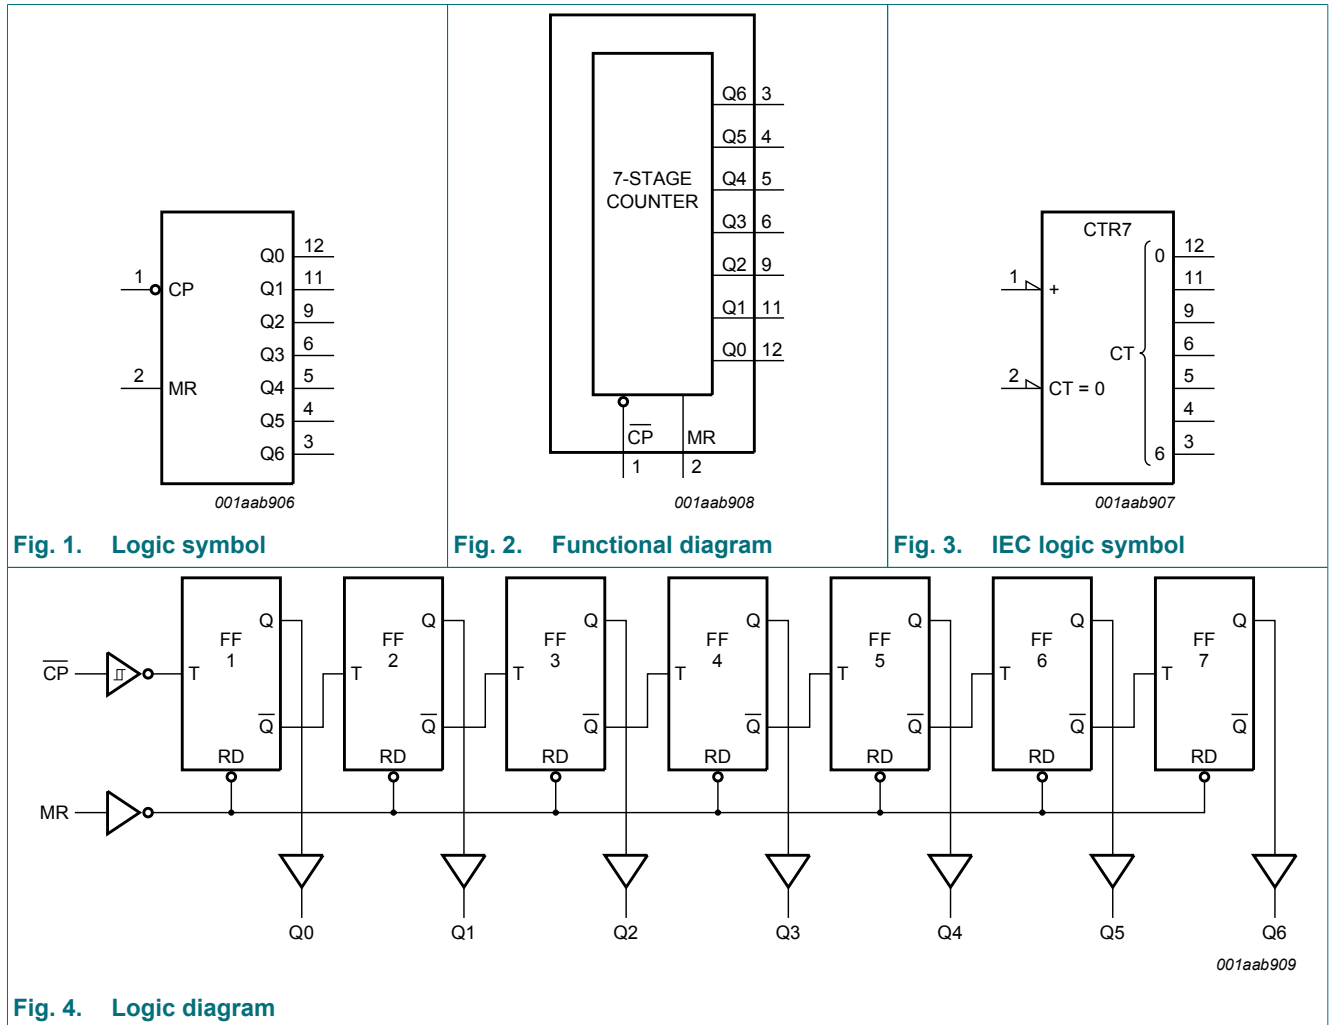 1
CP
2
MR
Q0 12
Q1 11
Q2 9
Q3 6
Q4 5
Q5 4
Q6 3
001aab906
Fig. 1. Logic symbol
7-STAGE
COUNTER
Q6 3
Q5 4
Q4 5
Q3 6
Q2 9
Q1 11
Q0 12
C̅P̅ MR
1 2
001aab908
Fig. 2. Functional diagram
CTR7
1 +
2 CT = 0
CT
0 12
11
9
6
5
4
6 3
001aab907
Fig. 3. IEC logic symbol
C̅P̅
MR
FF
1
T
Q
Q̅
RD
FF
2
T
Q
Q̅
RD
FF
3
T
Q
Q̅
RD
FF
4
T
Q
Q̅
RD
FF
5
T
Q
Q̅
RD
FF
6
T
Q
Q̅
RD
FF
7
T
Q
Q̅
RD
Q0 Q1 Q2 Q3 Q4 Q5 Q6
001aab909
Fig. 4. Logic diagram